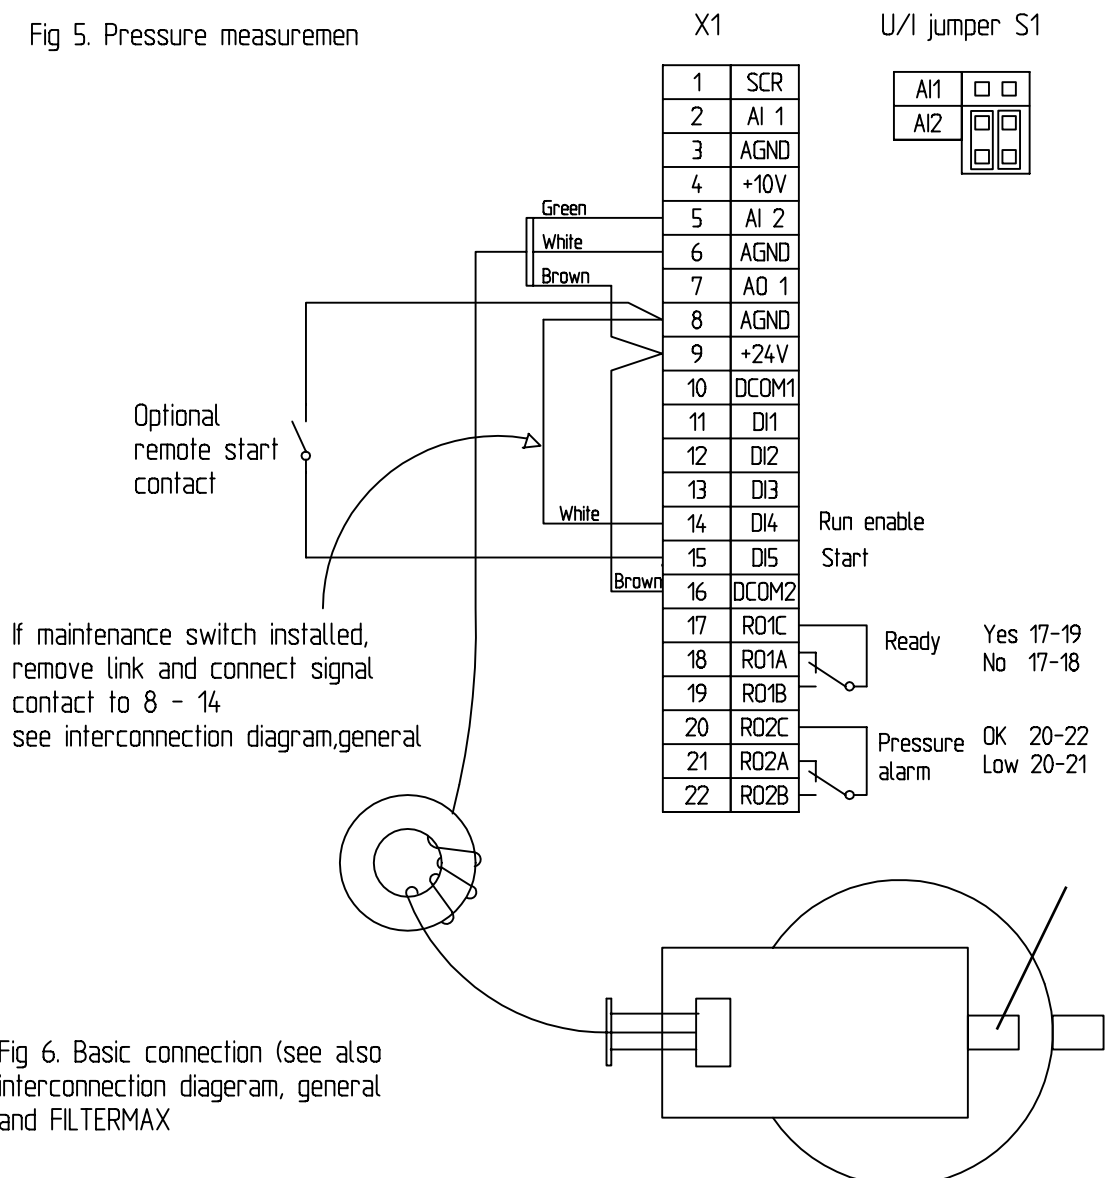 Fig 5. Pressure measuremen
X1
U/I jumper S1
1 SCR
2 AI 1
3 AGND
4 +10V
5 AI 2
6 AGND
7 AO 1
8 AGND
9 +24V
10 DCOM1
11 DI1
12 DI2
13 DI3
14 DI4
15 DI5
16 DCOM2
17 RO1C
18 RO1A
19 RO1B
20 RO2C
21 RO2A
22 RO2B
AI1
AI2
Green
White
Brown
Optional
remote start
contact
White
Brown
Run enable
Start
If maintenance switch installed,
remove link and connect signal
contact to 8 - 14
see interconnection diagram,general
Ready
Yes 17-19
No 17-18
Pressure
alarm
OK 20-22
Low 20-21
Fig 6. Basic connection (see also
interconnection diageram, general
and FILTERMAX